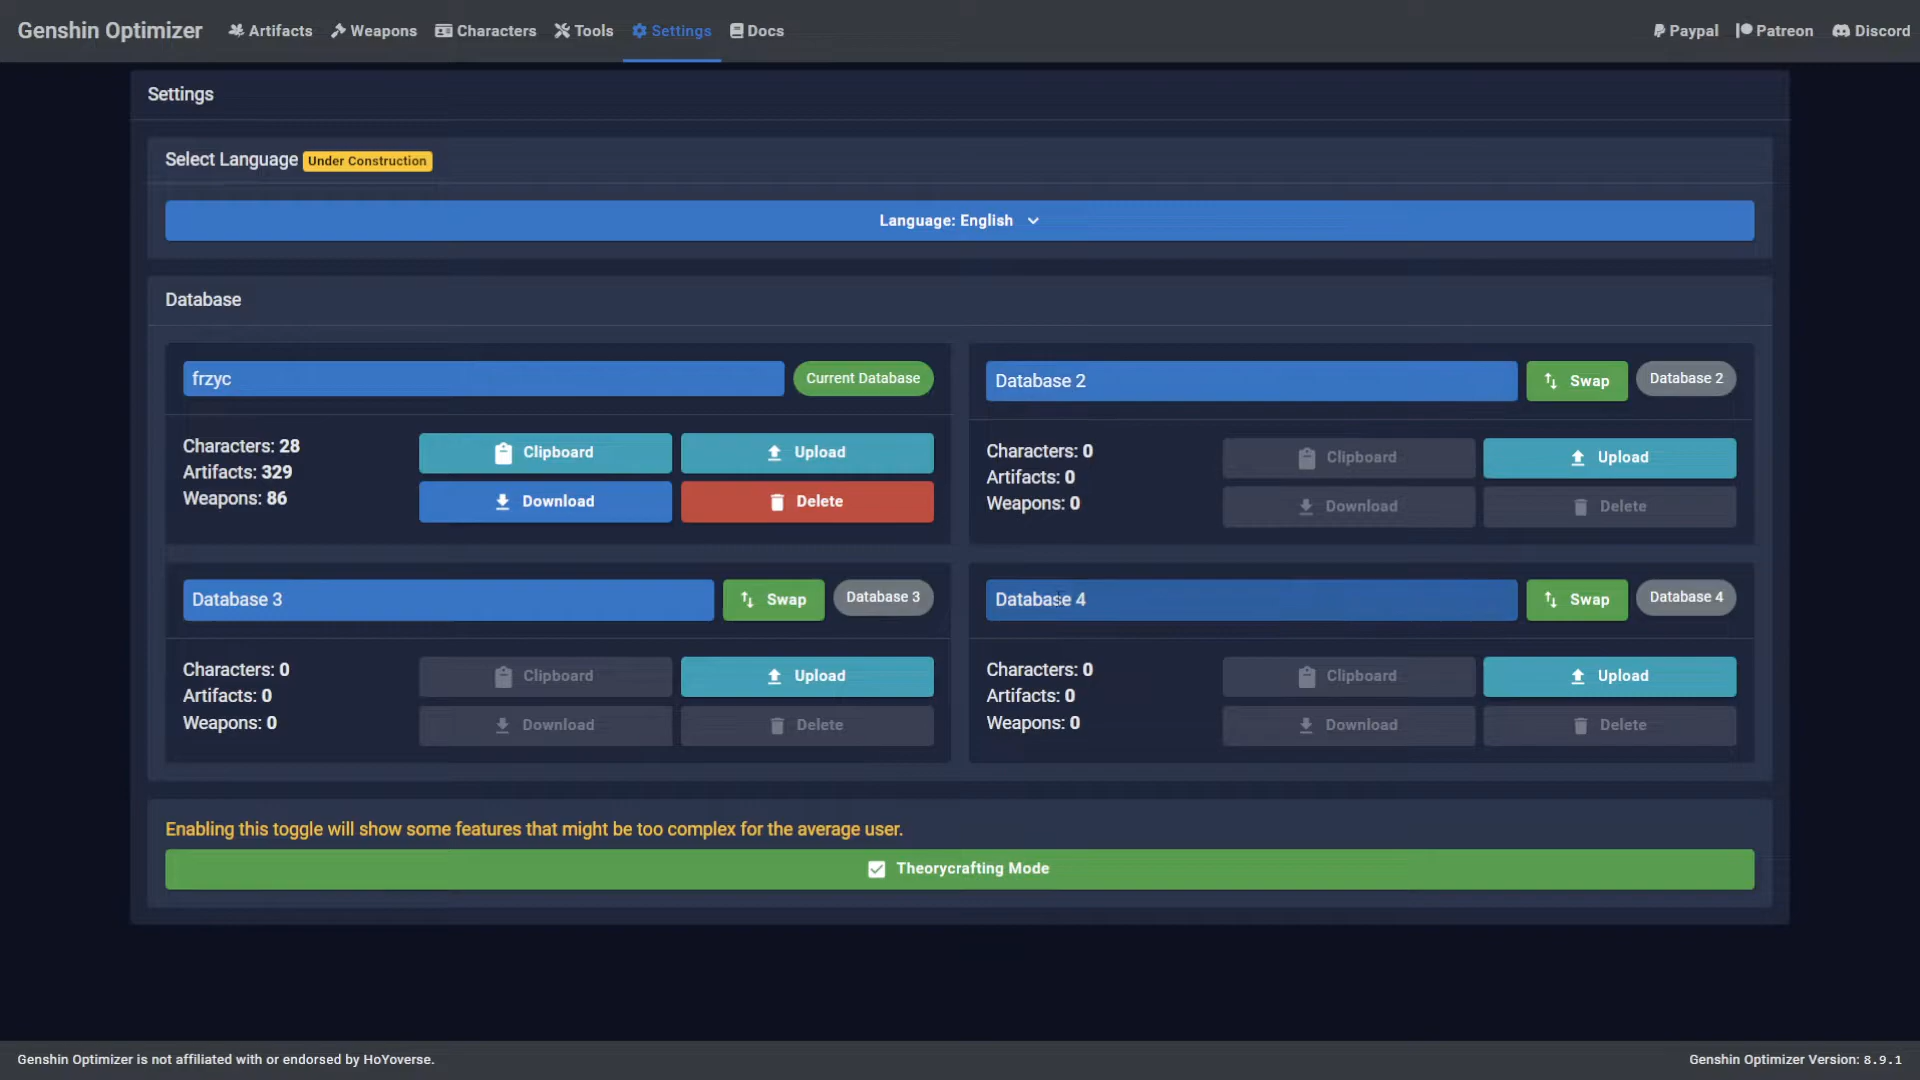 Genshin Optimizer Artifacts Weapons Characters Tools Settings Docs Paypal Patreon Discord
Settings
Select Language Under Construction
Language: English
Database
frzyc Current Database
Characters: 28
Artifacts: 329
Weapons: 86
Clipboard Upload
Download Delete
Database 2 Swap Database 2
Characters: 0
Artifacts: 0
Weapons: 0
Clipboard Upload
Download Delete
Database 3 Swap Database 3
Characters: 0
Artifacts: 0
Weapons: 0
Clipboard Upload
Download Delete
Database 4 Swap Database 4
Characters: 0
Artifacts: 0
Weapons: 0
Clipboard Upload
Download Delete
Enabling this toggle will show some features that might be too complex for the average user.
Theorycrafting Mode
Genshin Optimizer is not affiliated with or endorsed by HoYoverse. Genshin Optimizer Version: 8.9.1